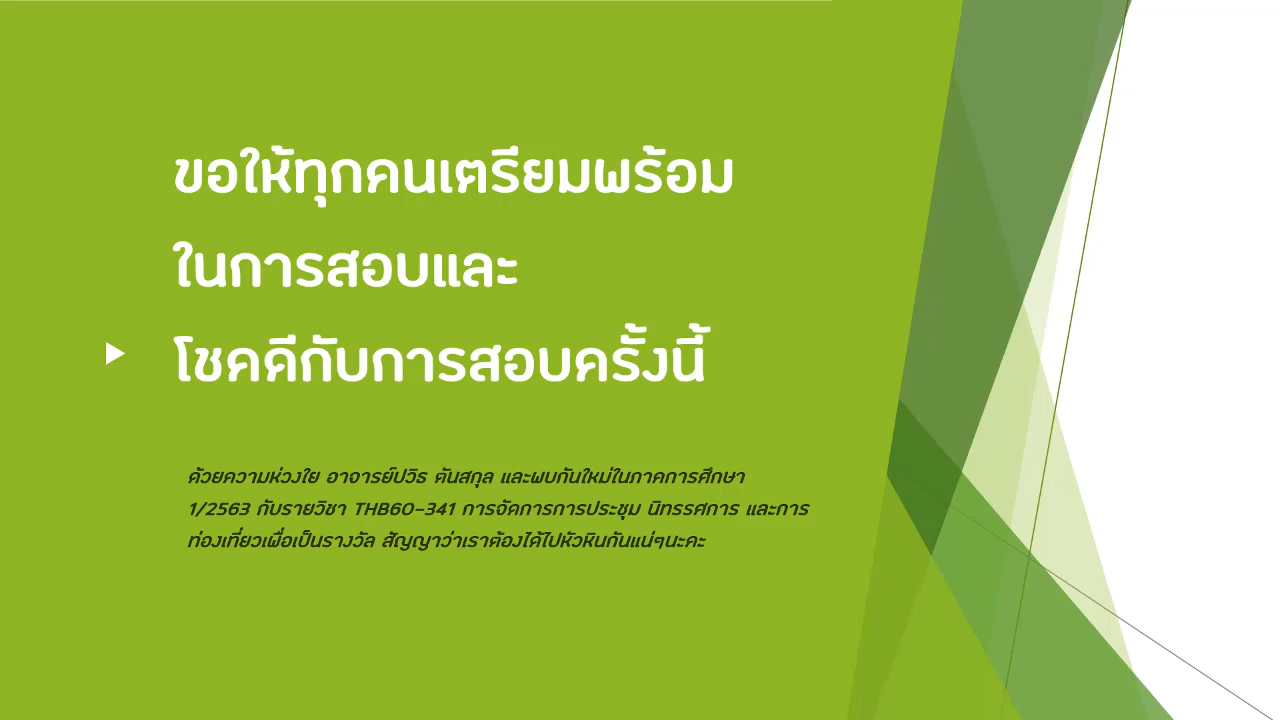 ขอให้ทุกคนเตรียมพร้อม
ในการสอบและ
โชคดีกับการสอบครั้งนี้
ด้วยความห่วงใย อาจารย์ปวิธ ตันสกุล และพบกันใหม่ในภาคการศึกษา
1/2563 กับรายวิชา THB60-341 การจัดการการประชุม นิทรรศการ และการ
ท่องเที่ยวเพื่อเป็นรางวัล สัญญาว่าเราต้องได้ไปหัวหินกันแน่ๆนะคะ